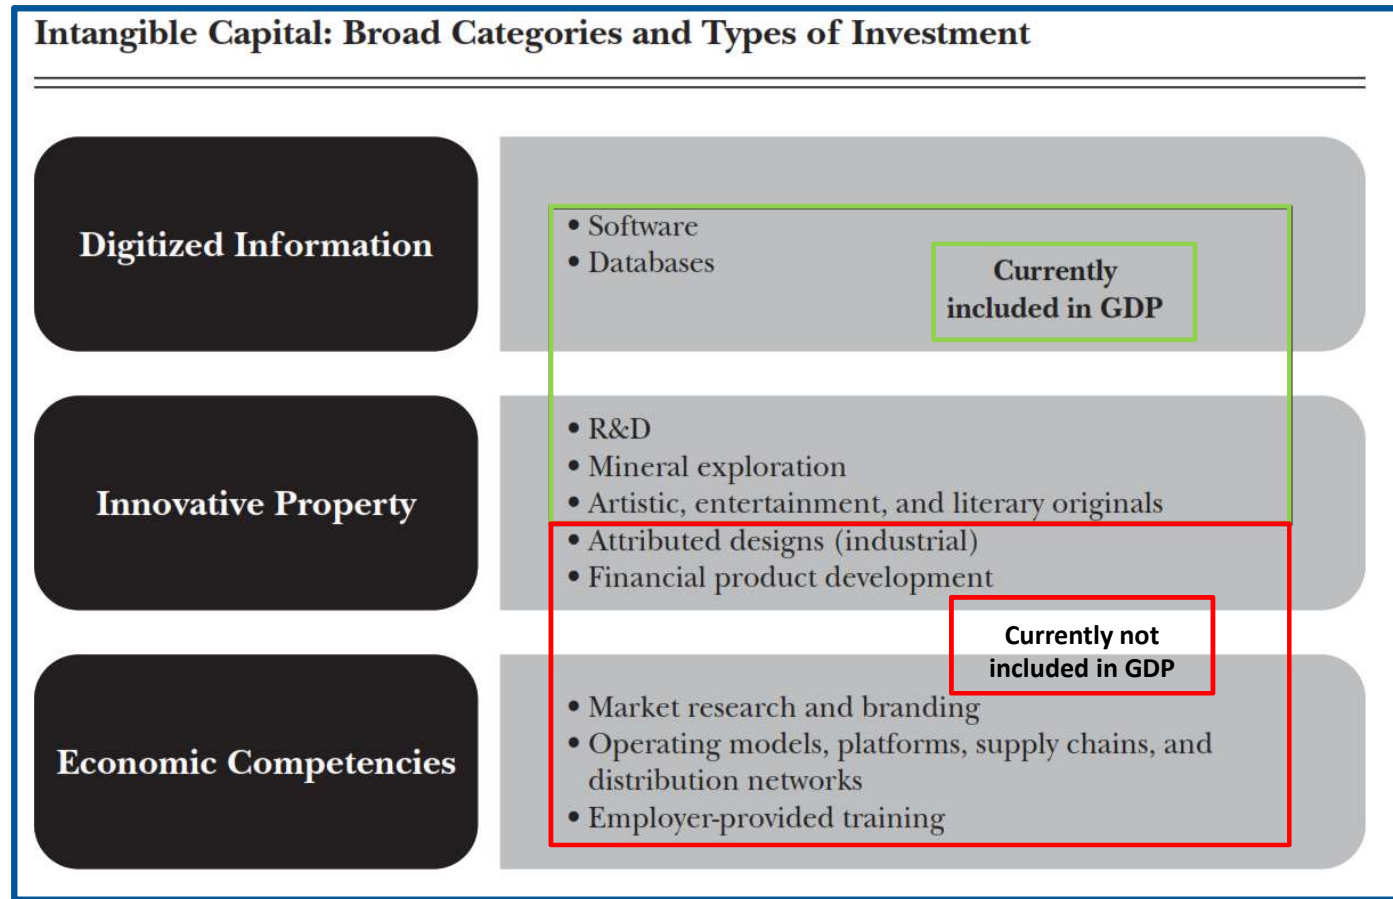 Intangible Capital: Broad Categories and Types of Investment
Digitized Information
• Software
• Databases
Currently
included in GDP
Innovative Property
• R&D
• Mineral exploration
• Artistic, entertainment, and literary originals
• Attributed designs (industrial)
• Financial product development
Currently not
included in GDP
Economic Competencies
• Market research and branding
• Operating models, platforms, supply chains, and
distribution networks
• Employer-provided training